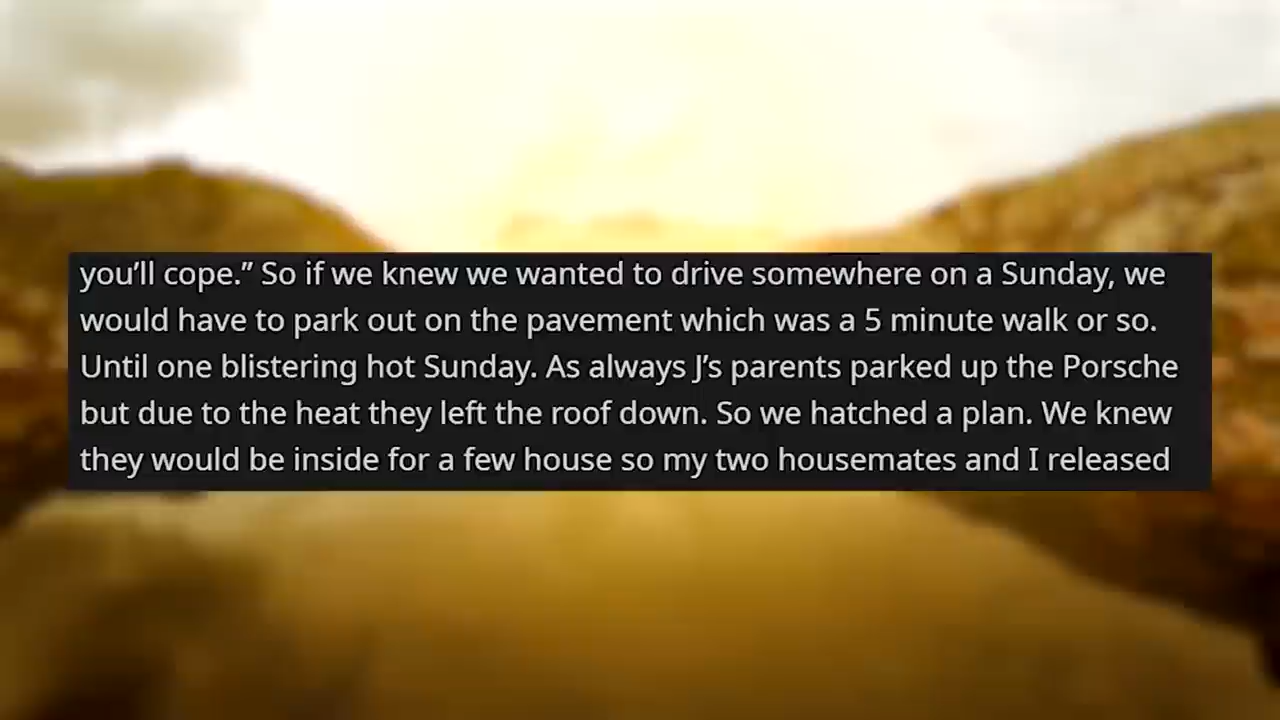 you’ll cope.” So if we knew we wanted to drive somewhere on a Sunday, we
would have to park out on the pavement which was a 5 minute walk or so.
Until one blistering hot Sunday. As always J’s parents parked up the Porsche
but due to the heat they left the roof down. So we hatched a plan. We knew
they would be inside for a few house so my two housemates and I released